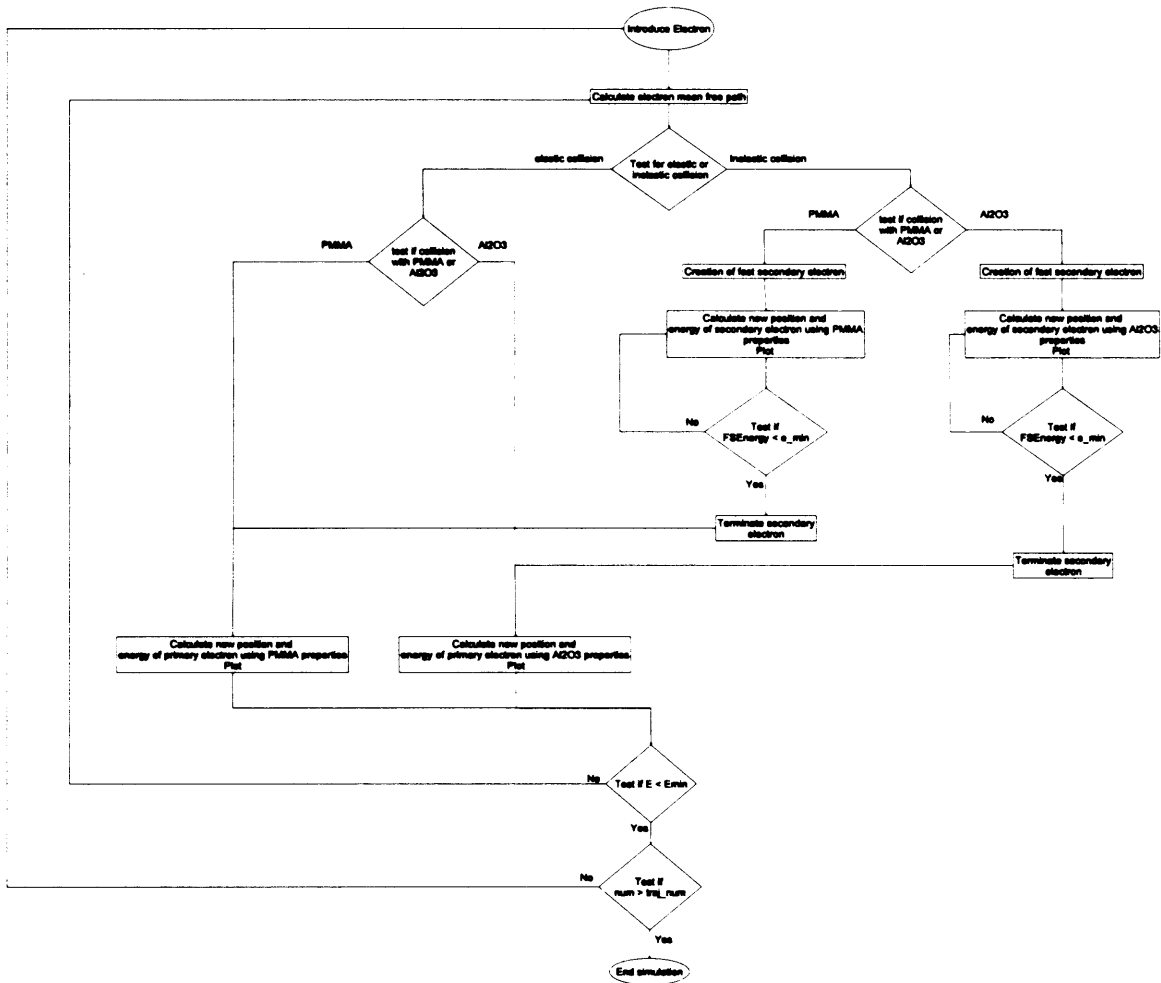 Introduce Electron
Calculate electron mean free path
elastic collision
Test for elastic or
inelastic collision
inelastic collision
PMMA
test if collision
with PMMA or
Al2O3
Al2O3
PMMA
test if collision
with PMMA or
Al2O3
Al2O3
Creation of fast secondary electron
Creation of fast secondary electron
Calculate new position and
energy of secondary electron using PMMA
properties
Plot
Calculate new position and
energy of secondary electron using Al2O3
properties
Plot
No
Test if
FSEnergy < e_min
Yes
No
Test if
FSEnergy < e_min
Yes
Terminate secondary
electron
Terminate secondary
electron
Calculate new position and
energy of primary electron using PMMA properties
Plot
Calculate new position and
energy of primary electron using Al2O3 properties
Plot
No
Test if E < Emin
Yes
No
Test if
num > traj_num
Yes
End simulation